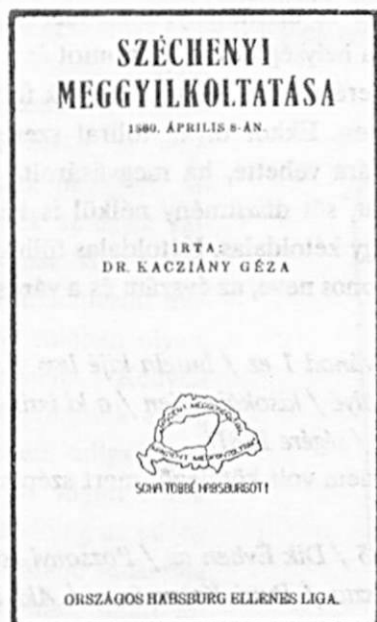 SZÉCHENYI
MEGGYILKOLTATÁSA
1860. ÁPRILIS 8-ÁN.
IRTA
DR. KACZIÁNY GÉZA
SOHA TÖBBÉ HABSBURGOT!
ORSZÁGOS HABSBURG ELLENES LIGA.